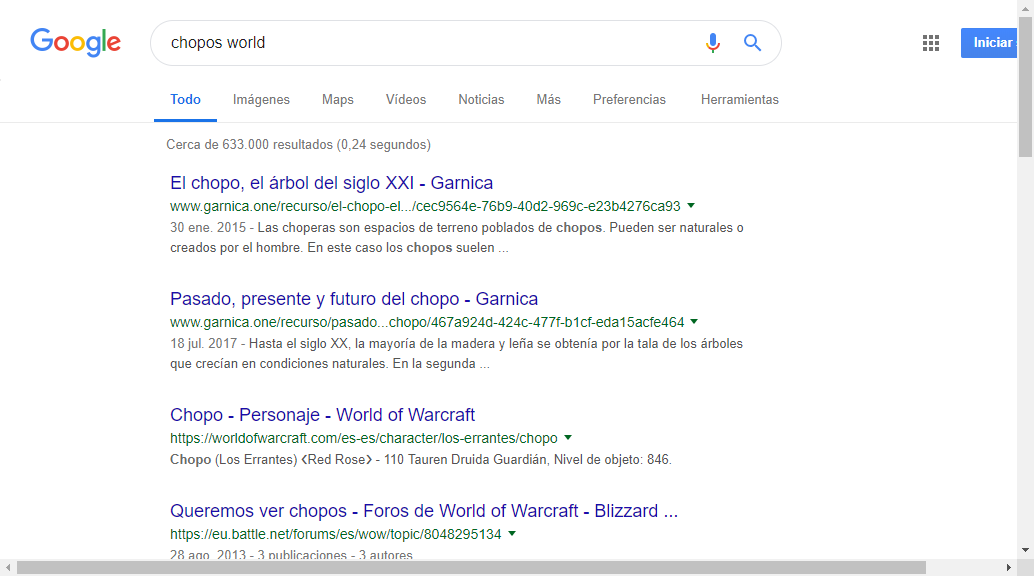 Google
chopos world
Iniciar
Todo Imágenes Maps Vídeos Noticias Más Preferencias Herramientas
Cerca de 633.000 resultados (0,24 segundos)
El chopo, el árbol del siglo XXI - Garnica
www.garnica.one/recurso/el-chopo-el.../cec9564e-76b9-40d2-969c-e23b4276ca93
30 ene. 2015 - Las choperas son espacios de terreno poblados de chopos. Pueden ser naturales o
creados por el hombre. En este caso los chopos suelen ...
Pasado, presente y futuro del chopo - Garnica
www.garnica.one/recurso/pasado...chopo/467a924d-424c-477f-b1cf-eda15acfe464
18 jul. 2017 - Hasta el siglo XX, la mayoría de la madera y leña se obtenía por la tala de los árboles
que crecían en condiciones naturales. En la segunda ...
Chopo - Personaje - World of Warcraft
https://worldofwarcraft.com/es-es/character/los-errantes/chopo
Chopo (Los Errantes) <Red Rose> - 110 Tauren Druida Guardián, Nivel de objeto: 846.
Queremos ver chopos - Foros de World of Warcraft - Blizzard ...
https://eu.battle.net/forums/es/wow/topic/8048295134
28 ago. 2013 - 3 publicaciones - 3 autores